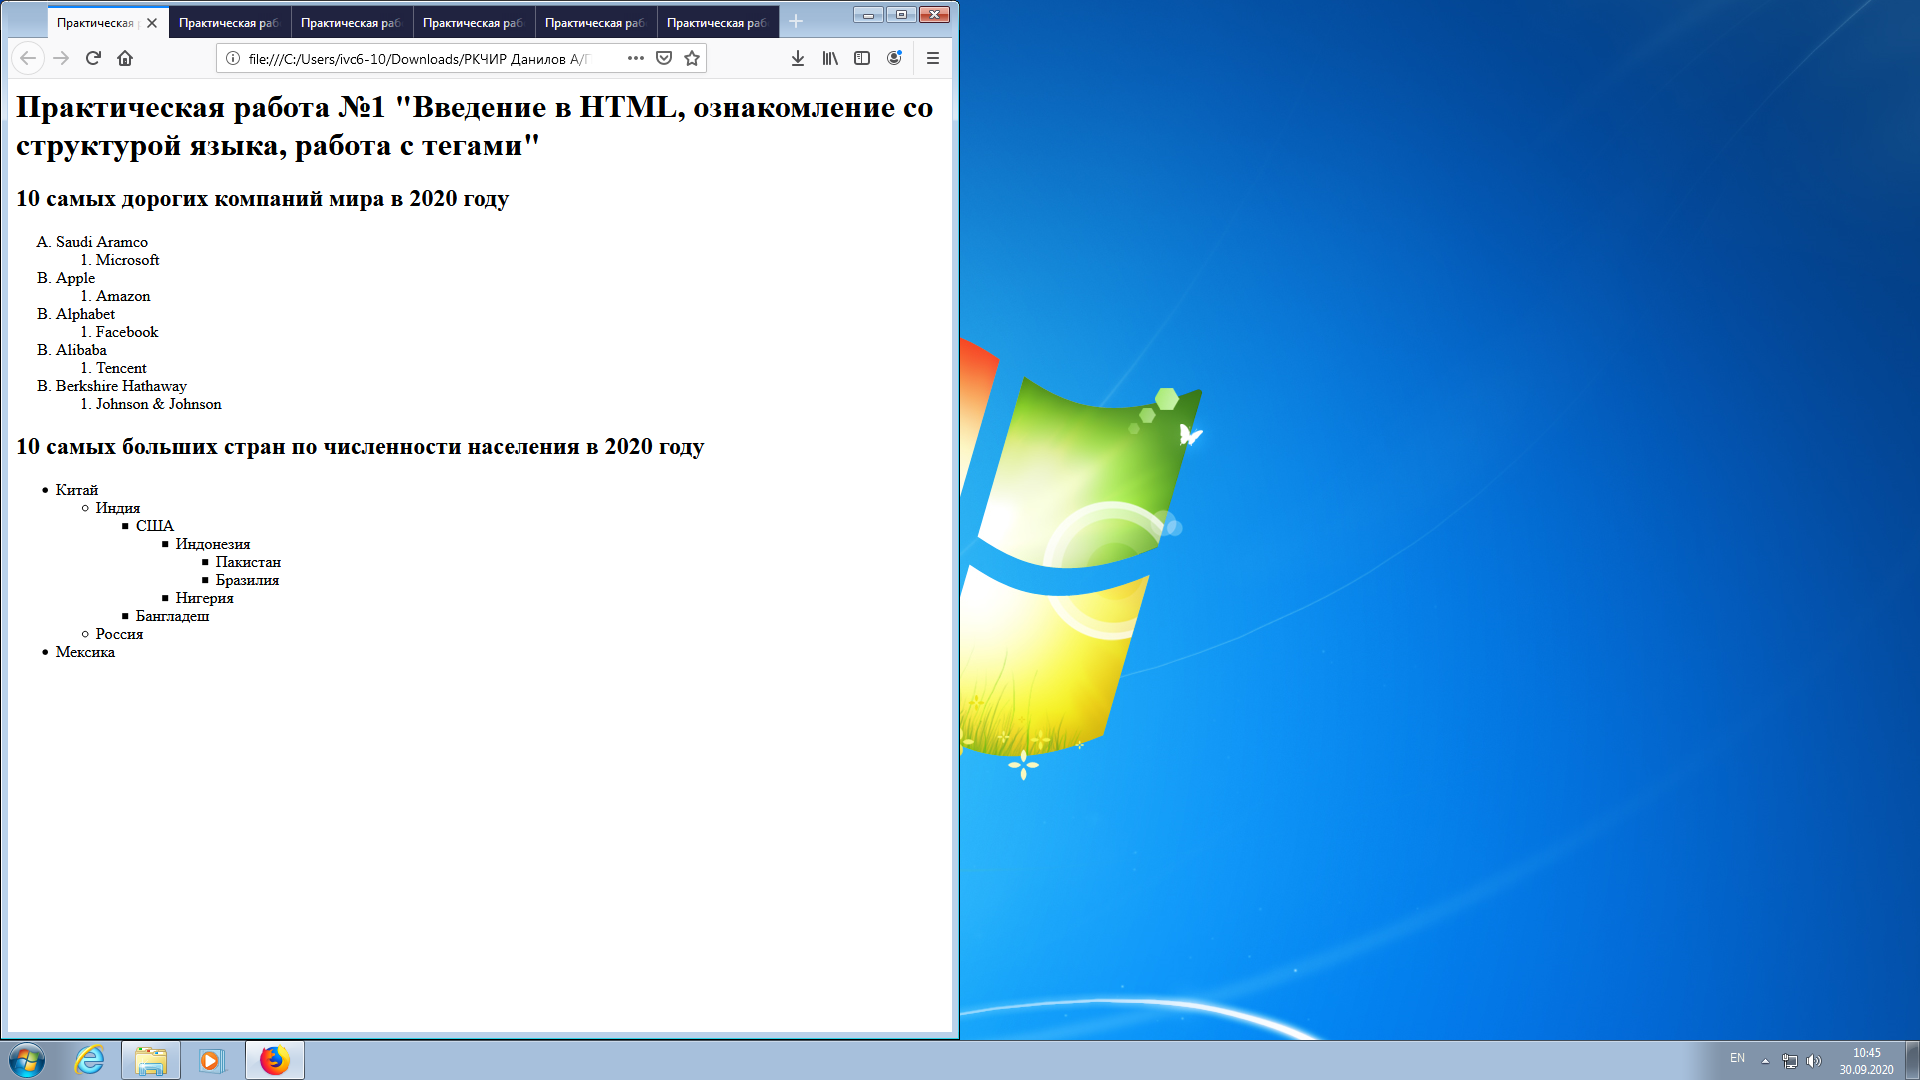 Практическая
Практическая раб
Практическая раб
Практическая раб
Практическая раб
Практическая раб
file:///C:/Users/ivc6-10/Downloads/РКЧИР Данилов А/
Практическая работа №1 "Введение в HTML, ознакомление со
структурой языка, работа с тегами"
10 самых дорогих компаний мира в 2020 году
A. Saudi Aramco
1. Microsoft
B. Apple
1. Amazon
B. Alphabet
1. Facebook
B. Alibaba
1. Tencent
B. Berkshire Hathaway
1. Johnson & Johnson
10 самых больших стран по численности населения в 2020 году
Китай
Индия
США
Индонезия
Пакистан
Бразилия
Нигерия
Бангладеш
Россия
Мексика
EN
10:45
30.09.2020